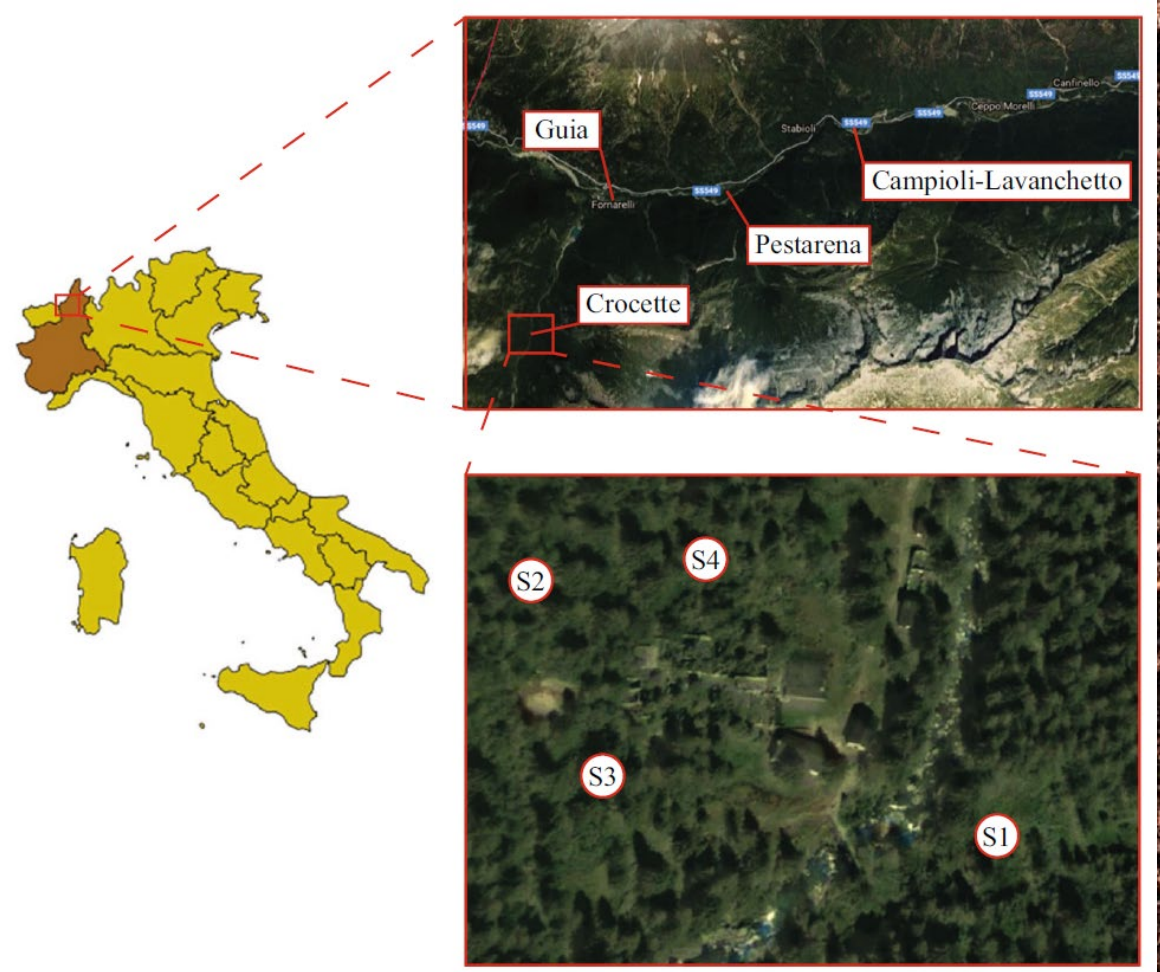 Canfinello
SS549
SS549
Ceppo Morelli
SS549
SS549
Stabioli
SS549
Guia
Campioli-Lavanchetto
SS549
Fornarelli
Pestarena
Crocette
S4
S2
S3
S1